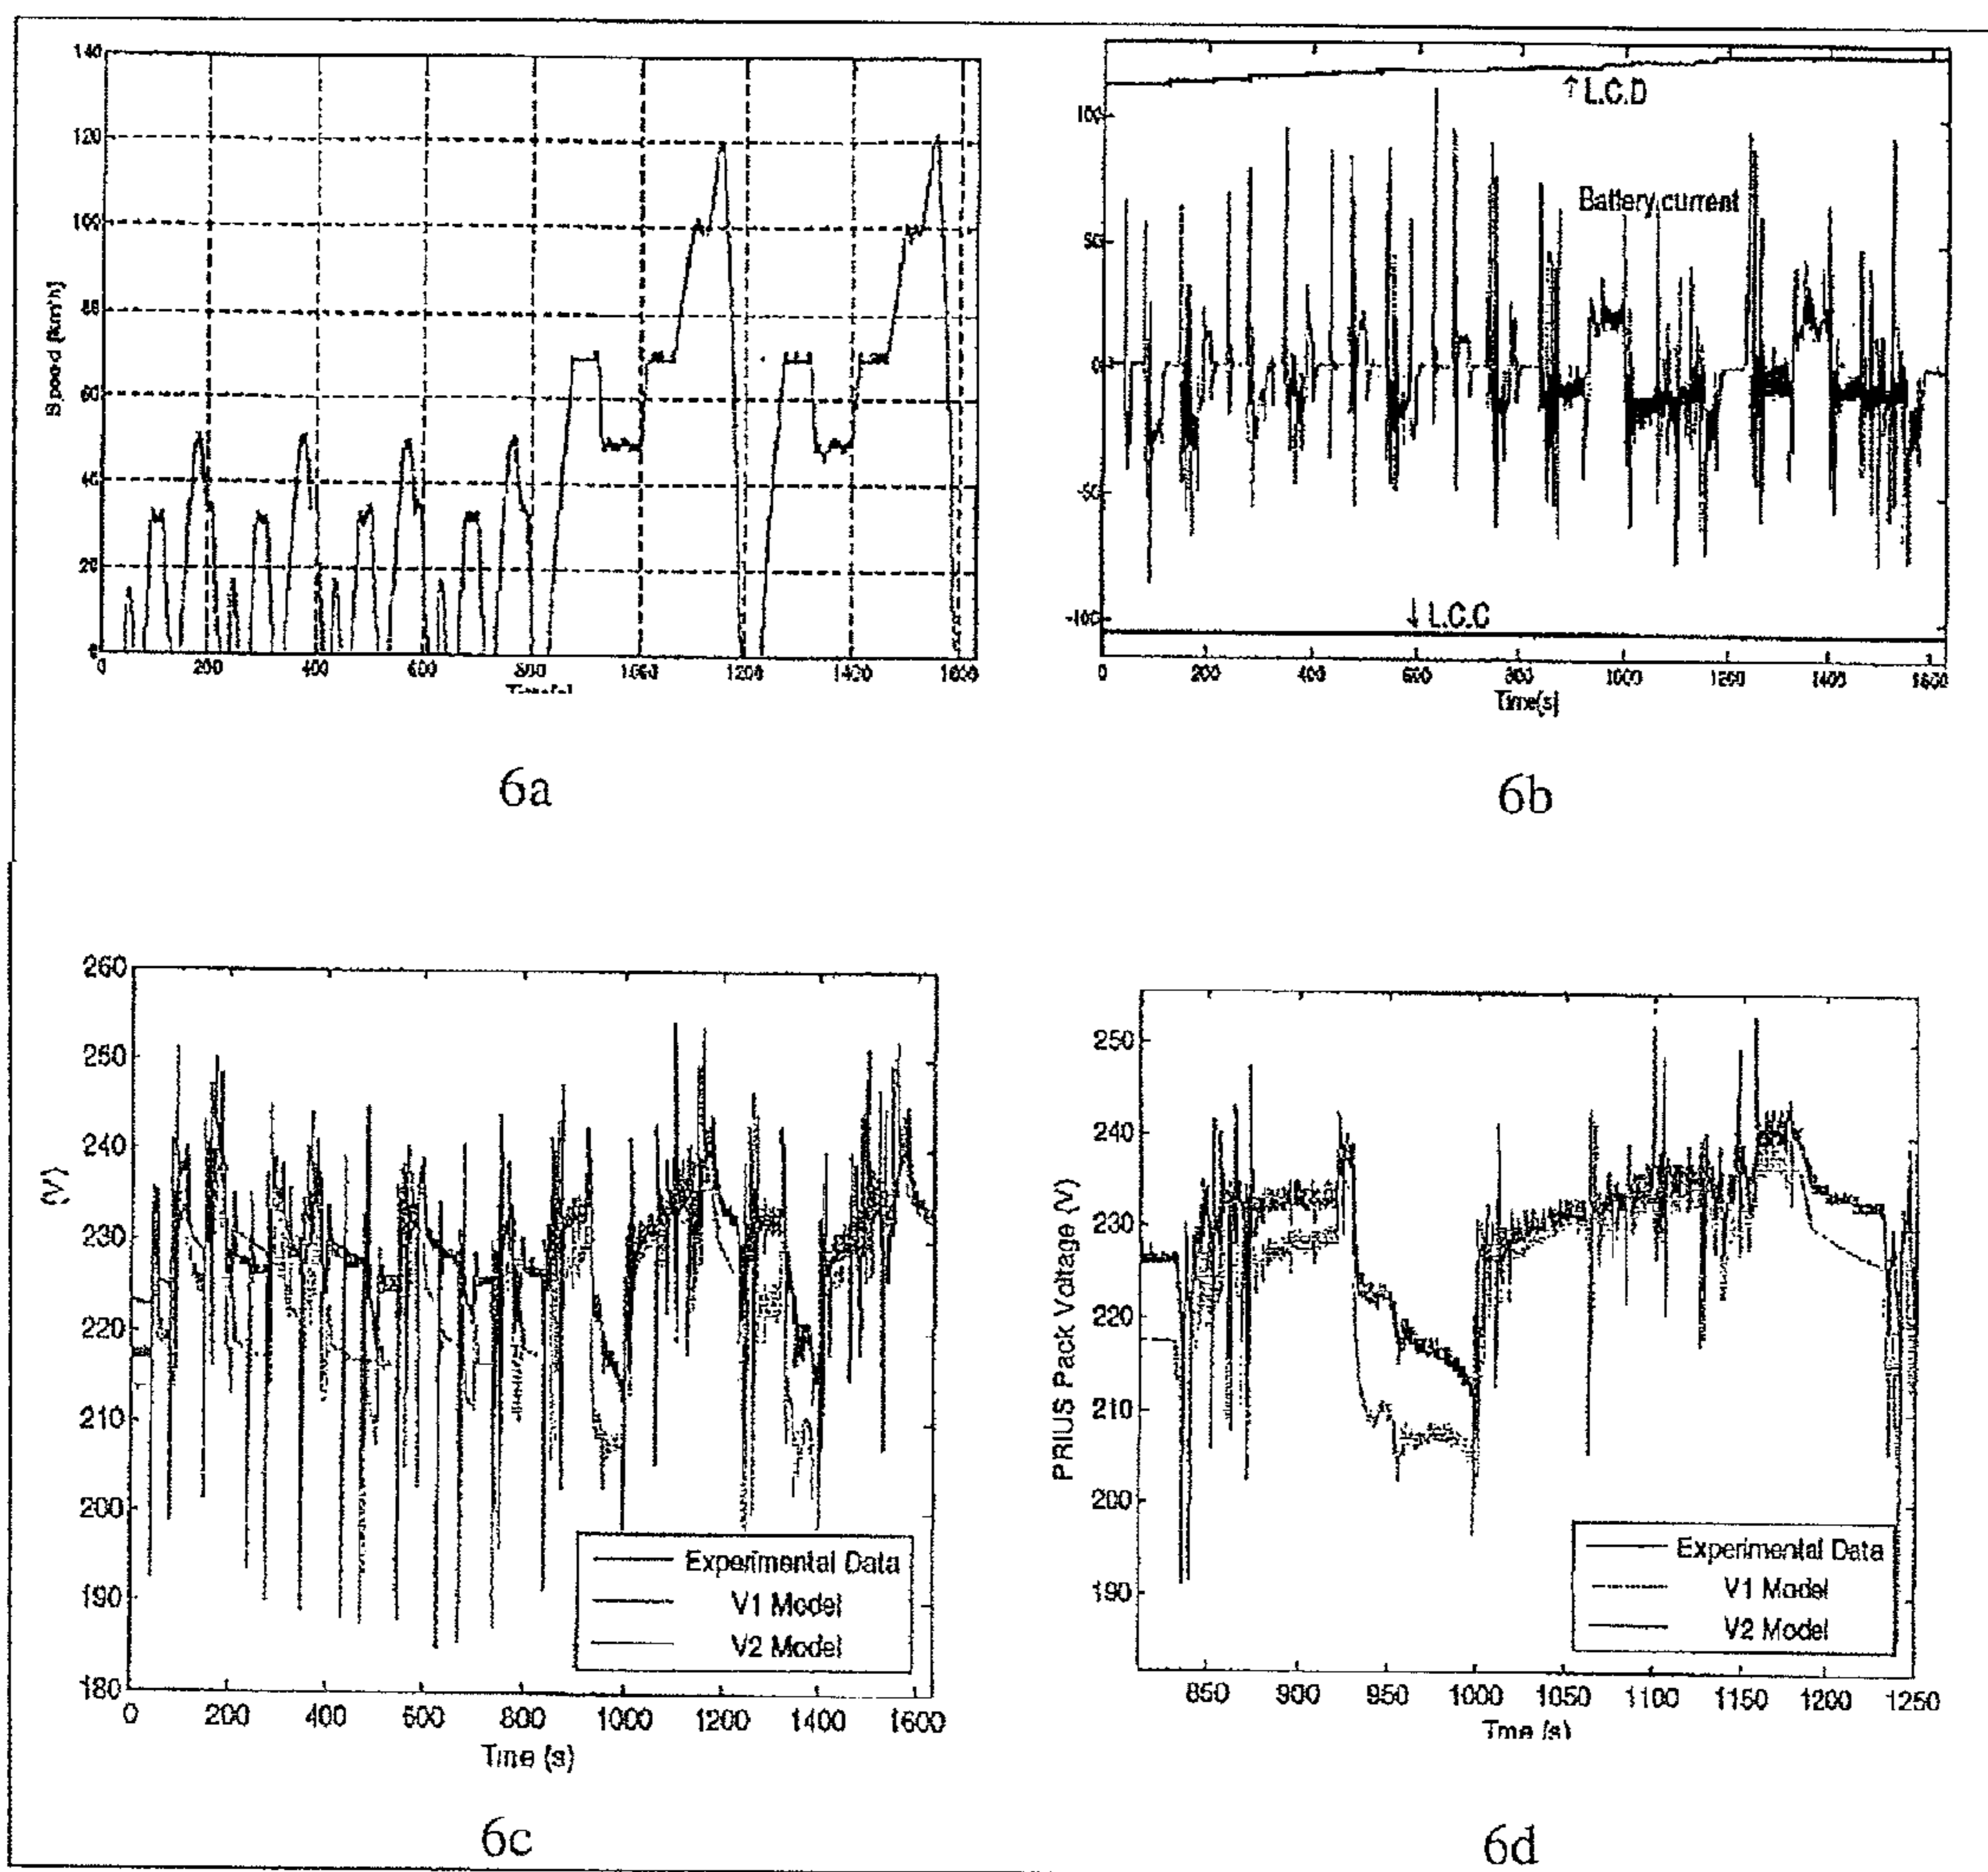 140
120
100
80
60
40
20
0
Speed [km/h]
0 200 400 600 800 1000 1200 1400 1600
Time[s]
6a
100
50
0
-50
-100
↑ L.C.D
Battery current
↓ L.C.C
0 200 400 600 800 1000 1200 1400 1600
Time[s]
6b
260
250
240
230
220
210
200
190
180
(V)
Experimental Data
V1 Model
V2 Model
0 200 400 600 800 1000 1200 1400 1600
Time (s)
6c
250
240
230
220
210
200
190
PRIUS Pack Voltage (V)
Experimental Data
V1 Model
V2 Model
850 900 950 1000 1050 1100 1150 1200 1250
Time (s)
6d